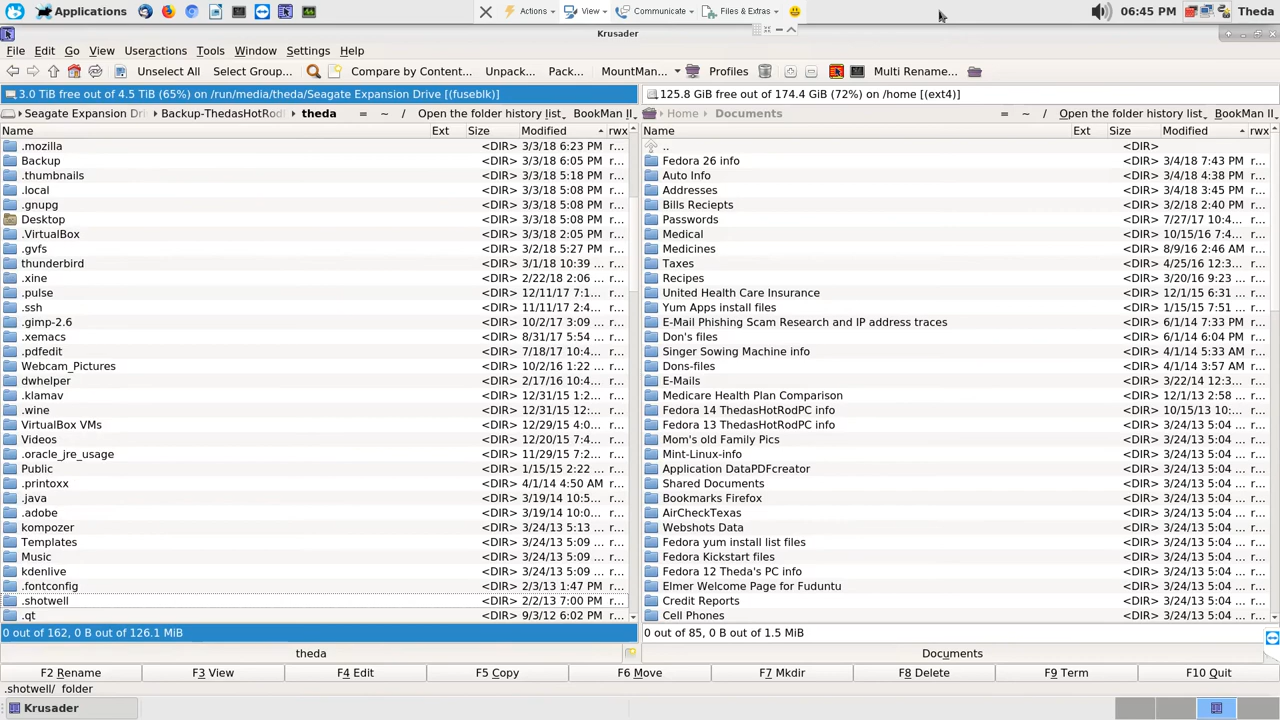 Applications Actions View Communicate Files & Extras 06:45 PM Theda
Krusader
File Edit Go View Useractions Tools Window Settings Help
Unselect All Select Group... Compare by Content... Unpack... Pack... MountMan... Profiles Multi Rename...
3.0 TiB free out of 4.5 TiB (65%) on /run/media/theda/Seagate Expansion Drive [(fuseblk)] 125.8 GiB free out of 174.4 GiB (72%) on /home [(ext4)]
Seagate Expansion Dri Backup-ThedasHotRodI theda = ~ / Open the folder history list BookMan II Home Documents = ~ / Open the folder history list BookMan II
Name Ext Size Modified rwx Name Ext Size Modified rwx
.mozilla <DIR> 3/3/18 6:23 PM r... .. <DIR>
Backup <DIR> 3/3/18 6:05 PM r... Fedora 26 info <DIR> 3/4/18 7:43 PM r...
.thumbnails <DIR> 3/3/18 5:18 PM r... Auto Info <DIR> 3/4/18 4:38 PM r...
.local <DIR> 3/3/18 5:08 PM r... Addresses <DIR> 3/4/18 3:45 PM r...
.gnupg <DIR> 3/3/18 5:08 PM r... Bills Reciepts <DIR> 3/2/18 2:40 PM r...
Desktop <DIR> 3/3/18 5:08 PM r... Passwords <DIR> 7/27/17 10:4... r...
.VirtualBox <DIR> 3/3/18 2:05 PM r... Medical <DIR> 10/15/16 7:4... r...
.gvfs <DIR> 3/2/18 5:27 PM r... Medicines <DIR> 8/9/16 2:46 AM r...
thunderbird <DIR> 3/1/18 10:39 ... r... Taxes <DIR> 4/25/16 12:3... r...
.xine <DIR> 2/22/18 2:06 ... r... Recipes <DIR> 3/20/16 9:23 ... r...
.pulse <DIR> 12/11/17 7:1... r... United Health Care Insurance <DIR> 12/1/15 6:31 ... r...
.ssh <DIR> 11/11/17 2:4... r... Yum Apps install files <DIR> 1/15/15 7:51 ... r...
.gimp-2.6 <DIR> 10/2/17 3:09 ... r... E-Mail Phishing Scam Research and IP address traces <DIR> 6/1/14 7:33 PM r...
.xemacs <DIR> 8/31/17 5:54 ... r... Don's files <DIR> 6/1/14 6:04 PM r...
.pdfedit <DIR> 7/18/17 10:4... r... Singer Sowing Machine info <DIR> 4/1/14 5:33 AM r...
Webcam_Pictures <DIR> 10/2/16 1:22 ... r... Dons-files <DIR> 4/1/14 3:57 AM r...
dwhelper <DIR> 2/17/16 10:4... r... E-Mails <DIR> 3/22/14 12:3... r...
.klamav <DIR> 12/31/15 1:2... r... Medicare Health Plan Comparison <DIR> 12/1/13 2:58 ... r...
.wine <DIR> 12/31/15 12:... r... Fedora 14 ThedasHotRodPC info <DIR> 10/15/13 10:... r...
VirtualBox VMs <DIR> 12/29/15 4:0... r... Fedora 13 ThedasHotRodPC info <DIR> 3/24/13 5:04 ... r...
Videos <DIR> 12/20/15 7:4... r... Mom's old Family Pics <DIR> 3/24/13 5:04 ... r...
.oracle_jre_usage <DIR> 11/29/15 7:2... r... Mint-Linux-info <DIR> 3/24/13 5:04 ... r...
Public <DIR> 1/15/15 2:22 ... r... Application DataPDFcreator <DIR> 3/24/13 5:04 ... r...
.printoxx <DIR> 4/1/14 4:50 AM r... Shared Documents <DIR> 3/24/13 5:04 ... r...
.java <DIR> 3/19/14 10:5... r... Bookmarks Firefox <DIR> 3/24/13 5:04 ... r...
.adobe <DIR> 3/19/14 10:0... r... AirCheckTexas <DIR> 3/24/13 5:04 ... r...
kompozer <DIR> 3/24/13 5:13 ... r... Webshots Data <DIR> 3/24/13 5:04 ... r...
Templates <DIR> 3/24/13 5:09 ... r... Fedora yum install list files <DIR> 3/24/13 5:04 ... r...
Music <DIR> 3/24/13 5:09 ... r... Fedora Kickstart files <DIR> 3/24/13 5:04 ... r...
kdenlive <DIR> 3/24/13 5:09 ... r... Fedora 12 Theda's PC info <DIR> 3/24/13 5:04 ... r...
.fontconfig <DIR> 2/3/13 1:47 PM r... Elmer Welcome Page for Fuduntu <DIR> 3/24/13 5:04 ... r...
.shotwell <DIR> 2/2/13 7:00 PM r... Credit Reports <DIR> 3/24/13 5:04 ... r...
.qt <DIR> 9/3/12 6:02 PM r... Cell Phones <DIR> 3/24/13 5:04 ... r...
0 out of 162, 0 B out of 126.1 MiB 0 out of 85, 0 B out of 1.5 MiB
theda Documents
F2 Rename F3 View F4 Edit F5 Copy F6 Move F7 Mkdir F8 Delete F9 Term F10 Quit
.shotwell/ folder
Krusader